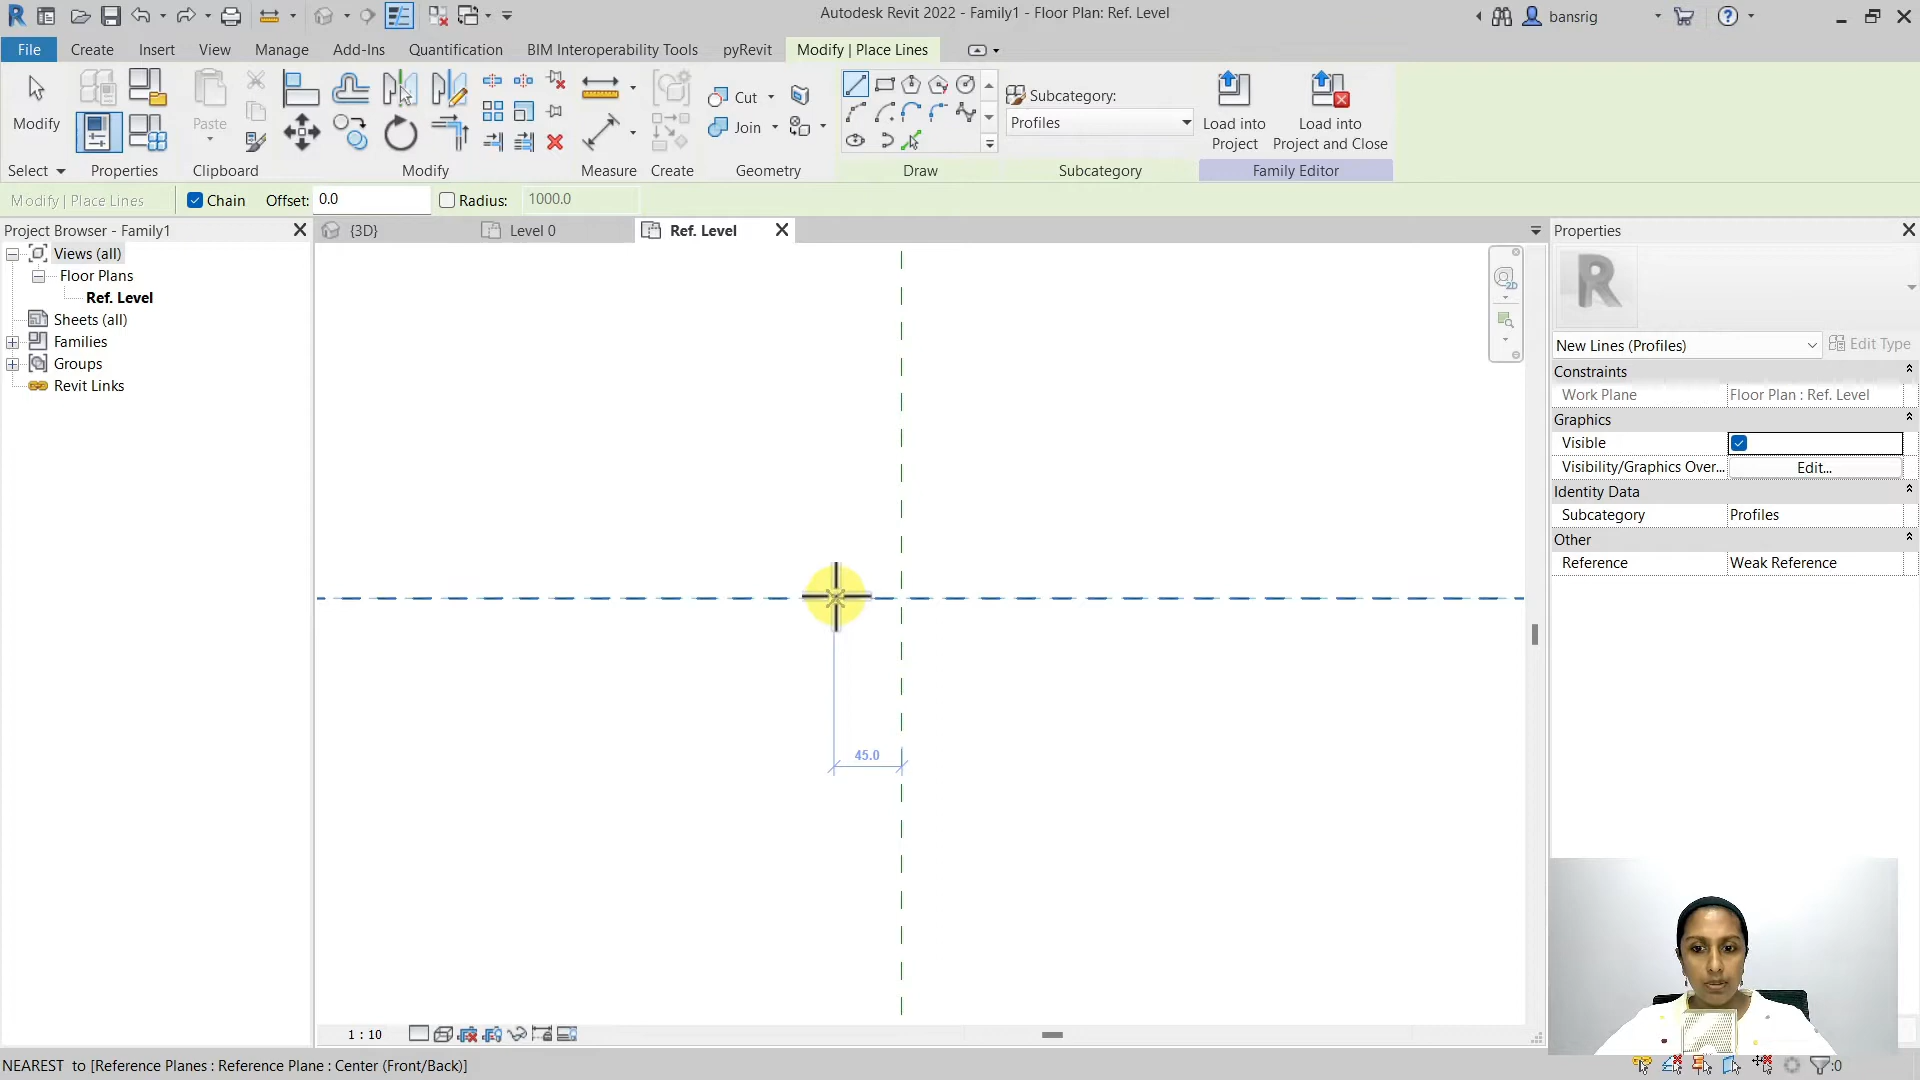 Autodesk Revit 2022 - Family1 - Floor Plan: Ref. Level
bansrig
File Create Insert View Manage Add-Ins Quantification BIM Interoperability Tools pyRevit Modify | Place Lines
Modify
Paste
Cut
Join
Subcategory:
Profiles
Load into
Project
Load into
Project and Close
Select Properties Clipboard Modify Measure Create Geometry Draw Subcategory Family Editor
Modify | Place Lines Chain Offset: 0.0 Radius: 1000.0
Project Browser - Family1
{3D} Level 0 Ref. Level
Properties
Views (all)
Floor Plans
Ref. Level
Sheets (all)
Families
Groups
Revit Links
2D
R
New Lines (Profiles) Edit Type
Constraints
Work Plane Floor Plan : Ref. Level
Graphics
Visible
Visibility/Graphics Over... Edit...
Identity Data
Subcategory Profiles
Other
Reference Weak Reference
45.0
1 : 10
NEAREST to [Reference Planes : Reference Plane : Center (Front/Back)]
:0